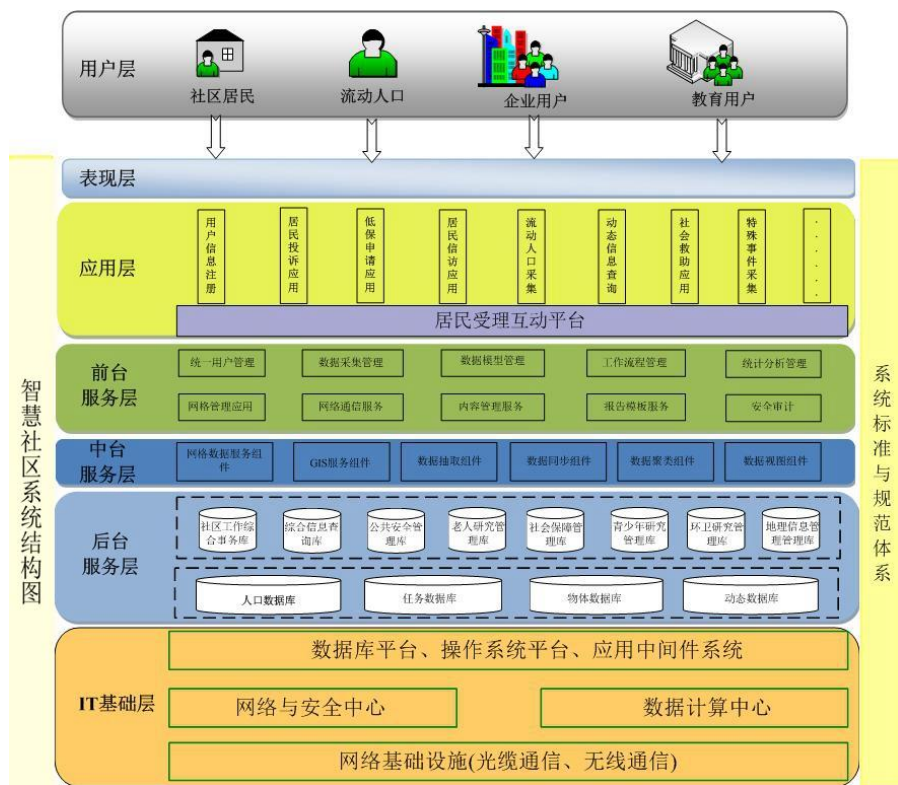 用户层
社区居民
流动人口
企业用户
教育用户
智慧社区系统结构图
系统标准与规范体系
表现层
应用层
用户信息注册
居民投诉应用
低保申请应用
居民信访应用
流动人口采集
动态信息查询
社会救助应用
特殊事件采集
......
居民受理互动平台
前台
服务层
统一用户管理
数据采集管理
数据模型管理
工作流程管理
统计分析管理
网格管理应用
网络通信服务
内容管理服务
报告模板服务
安全审计
中台
服务层
网格数据服务组
件
GIS服务组件
数据抽取组件
数据同步组件
数据聚类组件
数据视图组件
后台
服务层
社区工作综
合事务库
综合信息查
询库
公共安全管
理库
老人研究管
理库
社会保障管
理库
青少年研究
管理库
环卫研究管
理库
地理信息管
理管理库
人口数据库
任务数据库
物体数据库
动态数据库
IT基础层
数据库平台、操作系统平台、应用中间件系统
网络与安全中心
数据计算中心
网络基础设施(光缆通信、无线通信)